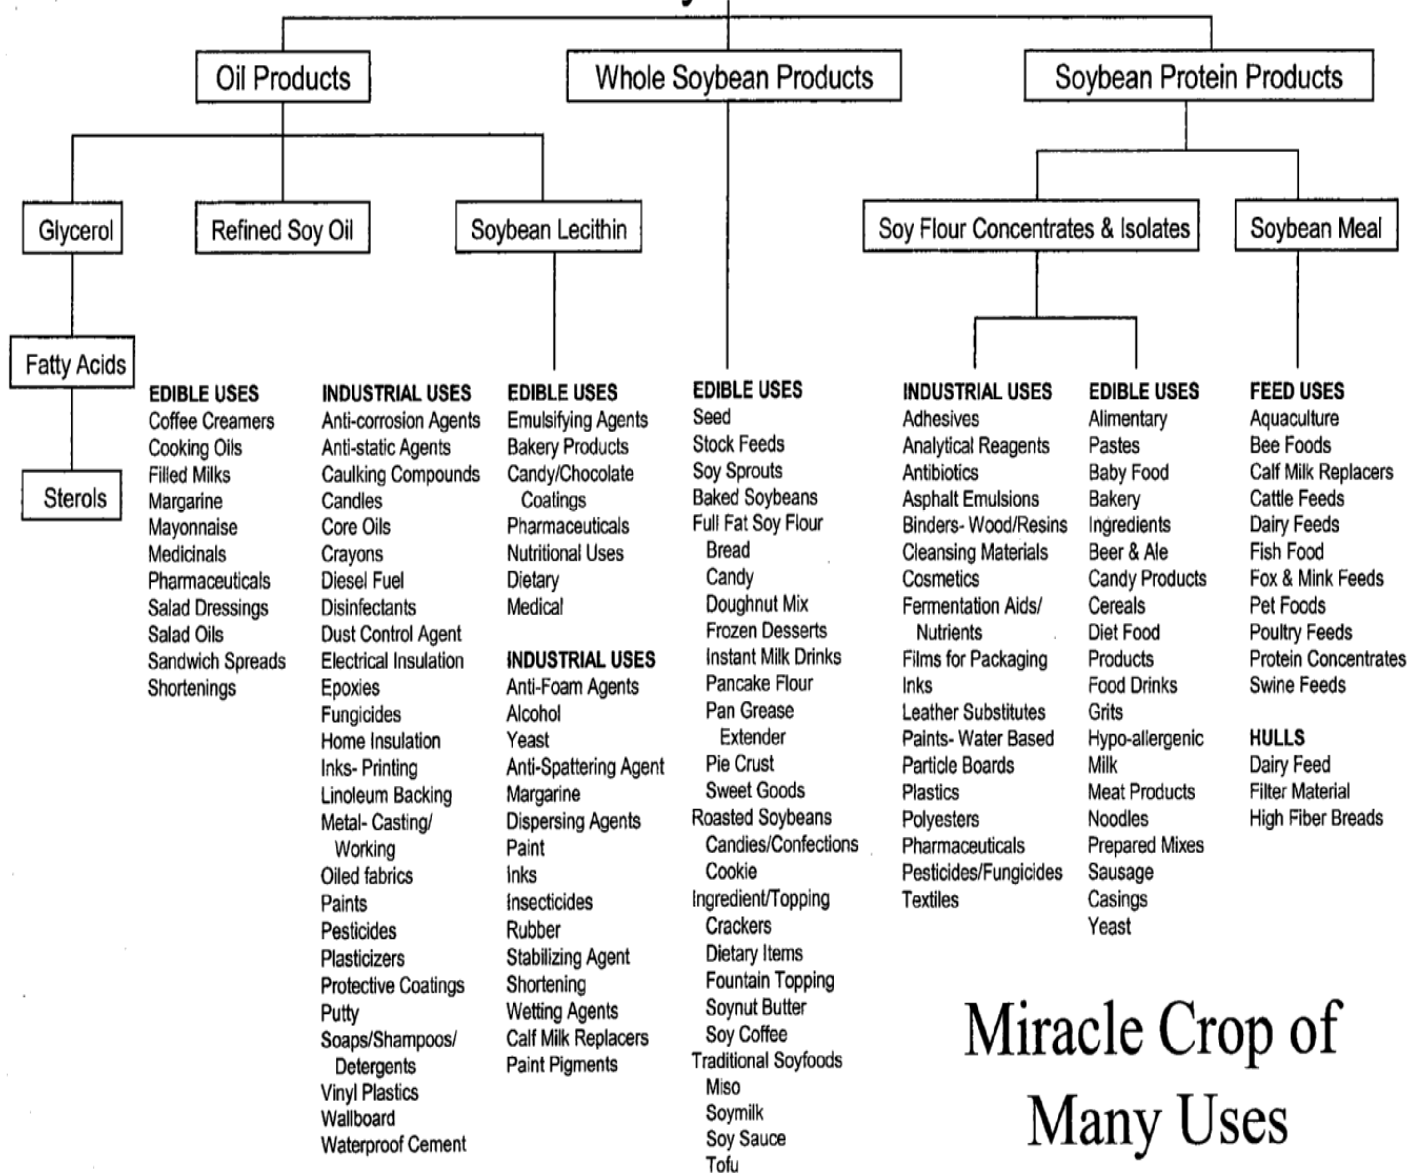 Oil Products
Whole Soybean Products
Soybean Protein Products
Glycerol
Refined Soy Oil
Soybean Lecithin
Soy Flour Concentrates & Isolates
Soybean Meal
Fatty Acids
Sterols
EDIBLE USES
Coffee Creamers
Cooking Oils
Filled Milks
Margarine
Mayonnaise
Medicinals
Pharmaceuticals
Salad Dressings
Salad Oils
Sandwich Spreads
Shortenings
INDUSTRIAL USES
Anti-corrosion Agents
Anti-static Agents
Caulking Compounds
Candles
Core Oils
Crayons
Diesel Fuel
Disinfectants
Dust Control Agent
Electrical Insulation
Epoxies
Fungicides
Home Insulation
Inks- Printing
Linoleum Backing
Metal- Casting/
Working
Oiled fabrics
Paints
Pesticides
Plasticizers
Protective Coatings
Putty
Soaps/Shampoos/
Detergents
Vinyl Plastics
Wallboard
Waterproof Cement
EDIBLE USES
Emulsifying Agents
Bakery Products
Candy/Chocolate
Coatings
Pharmaceuticals
Nutritional Uses
Dietary
Medical
INDUSTRIAL USES
Anti-Foam Agents
Alcohol
Yeast
Anti-Spattering Agent
Margarine
Dispersing Agents
Paint
Inks
Insecticides
Rubber
Stabilizing Agent
Shortening
Wetting Agents
Calf Milk Replacers
Paint Pigments
EDIBLE USES
Seed
Stock Feeds
Soy Sprouts
Baked Soybeans
Full Fat Soy Flour
Bread
Candy
Doughnut Mix
Frozen Desserts
Instant Milk Drinks
Pancake Flour
Pan Grease
Extender
Pie Crust
Sweet Goods
Roasted Soybeans
Candies/Confections
Cookie
Ingredient/Topping
Crackers
Dietary Items
Fountain Topping
Soynut Butter
Soy Coffee
Traditional Soyfoods
Miso
Soymilk
Soy Sauce
Tofu
INDUSTRIAL USES
Adhesives
Analytical Reagents
Antibiotics
Asphalt Emulsions
Binders- Wood/Resins
Cleansing Materials
Cosmetics
Fermentation Aids/
Nutrients
Films for Packaging
Inks
Leather Substitutes
Paints- Water Based
Particle Boards
Plastics
Polyesters
Pharmaceuticals
Pesticides/Fungicides
Textiles
EDIBLE USES
Alimentary
Pastes
Baby Food
Bakery
Ingredients
Beer & Ale
Candy Products
Cereals
Diet Food
Products
Food Drinks
Grits
Hypo-allergenic
Milk
Meat Products
Noodles
Prepared Mixes
Sausage
Casings
Yeast
FEED USES
Aquaculture
Bee Foods
Calf Milk Replacers
Cattle Feeds
Dairy Feeds
Fish Food
Fox & Mink Feeds
Pet Foods
Poultry Feeds
Protein Concentrates
Swine Feeds
HULLS
Dairy Feed
Filter Material
High Fiber Breads
Miracle Crop of
Many Uses